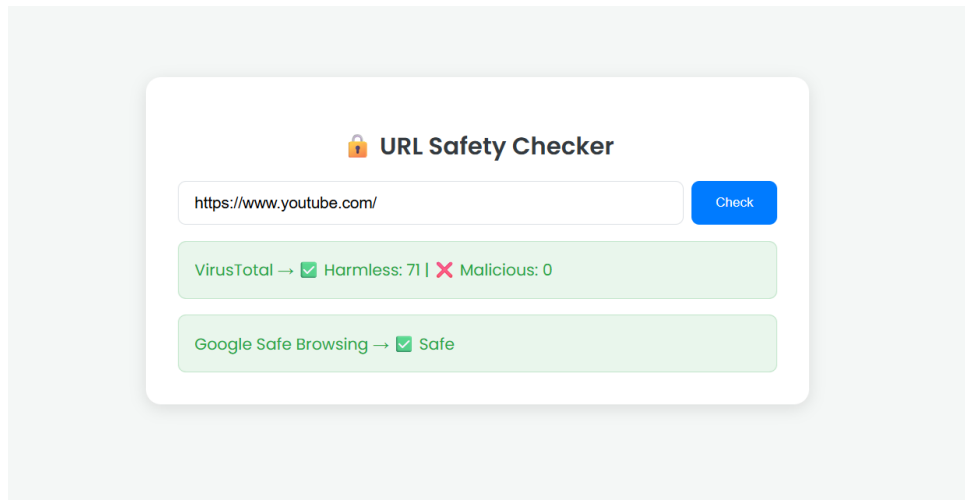 🔒 URL Safety Checker
https://www.youtube.com/
Check
VirusTotal → ✅ Harmless: 71 | ❌ Malicious: 0
Google Safe Browsing → ✅ Safe